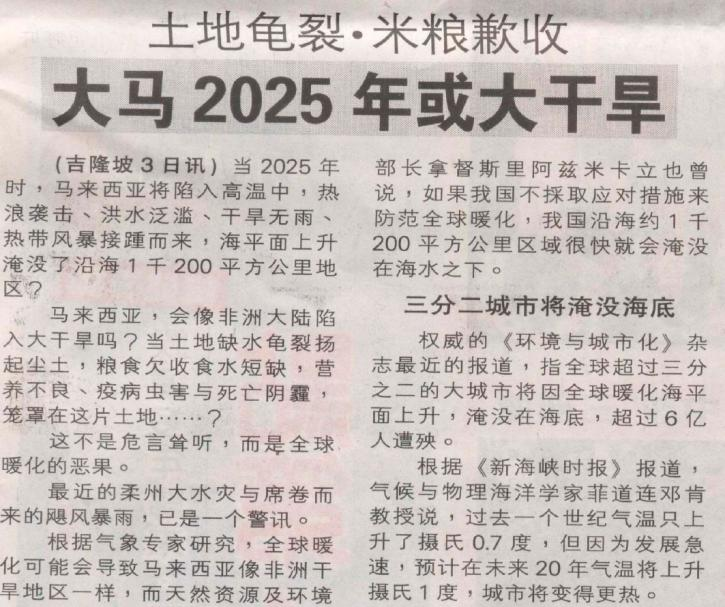 土地龟裂·米粮歉收
大马 2025 年或大干旱
(吉隆坡 3 日讯) 当 2025 年
时，马来西亚将陷入高温中，热
浪袭击、洪水泛滥、干旱无雨、
热带风暴接踵而来，海平面上升
淹没了沿海 1 千 200 平方公里地
区？
马来西亚，会像非洲大陆陷
入大干旱吗？当土地缺水龟裂扬
起尘土，粮食欠收食水短缺，营
养不良、疫病虫害与死亡阴霾，
笼罩在这片土地……？
这不是危言耸听，而是全球
暖化的恶果。
最近的柔州大水灾与席卷而
来的飓风暴雨，已是一个警讯。
根据气象专家研究，全球暖
化可能会导致马来西亚像非洲干
旱地区一样，而天然资源及环境
部长拿督斯里阿兹米卡立也曾
说，如果我国不採取应对措施来
防范全球暖化，我国沿海约 1 千
200 平方公里区域很快就会淹没
在海水之下。
三分二城市将淹没海底
权威的《环境与城市化》杂
志最近的报道，指全球超过三分
之二的大城市将因全球暖化海平
面上升，淹没在海底，超过 6 亿
人遭殃。
根据《新海峡时报》报道，
气候与物理海洋学家菲道连邓肯
教授说，过去一个世纪气温只上
升了摄氏 0.7 度，但因为发展急
速，预计在未来 20 年气温将上升
摄氏 1 度，城市将变得更热。